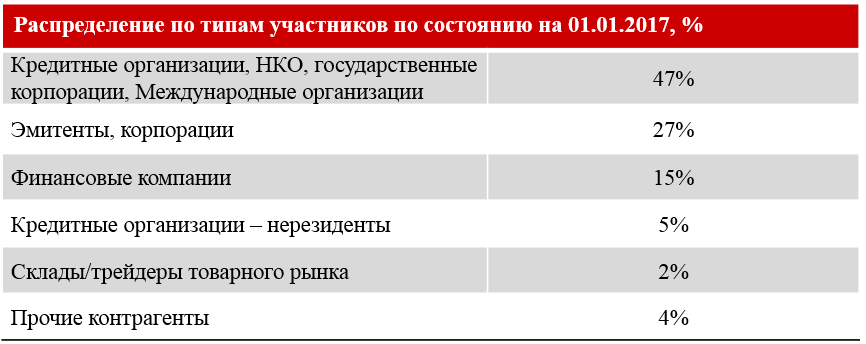 Распределение по типам участников по состоянию на 01.01.2017, %
Кредитные организации, НКО, государственные
корпорации, Международные организации
47%
Эмитенты, корпорации
27%
Финансовые компании
15%
Кредитные организации – нерезиденты
5%
Склады/трейдеры товарного рынка
2%
Прочие контрагенты
4%